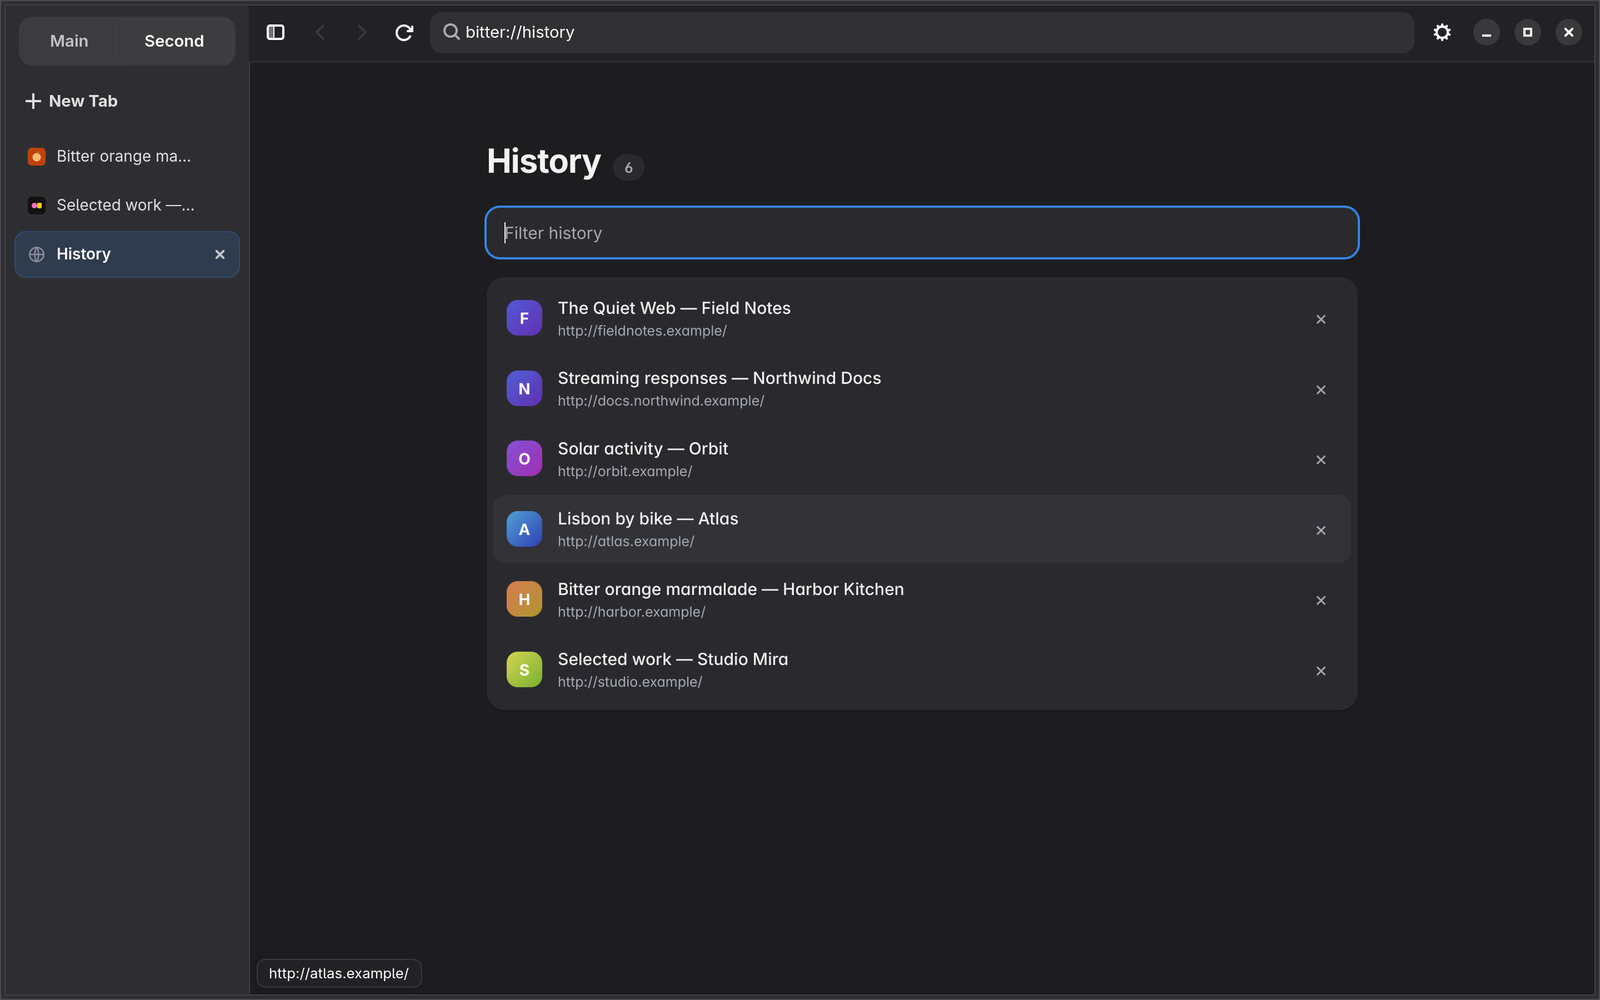 Main
Second
bitter://history
New Tab
Bitter orange ma...
Selected work —...
History
History
6
Filter history
F
The Quiet Web — Field Notes
http://fieldnotes.example/
N
Streaming responses — Northwind Docs
http://docs.northwind.example/
O
Solar activity — Orbit
http://orbit.example/
A
Lisbon by bike — Atlas
http://atlas.example/
H
Bitter orange marmalade — Harbor Kitchen
http://harbor.example/
S
Selected work — Studio Mira
http://studio.example/
http://atlas.example/